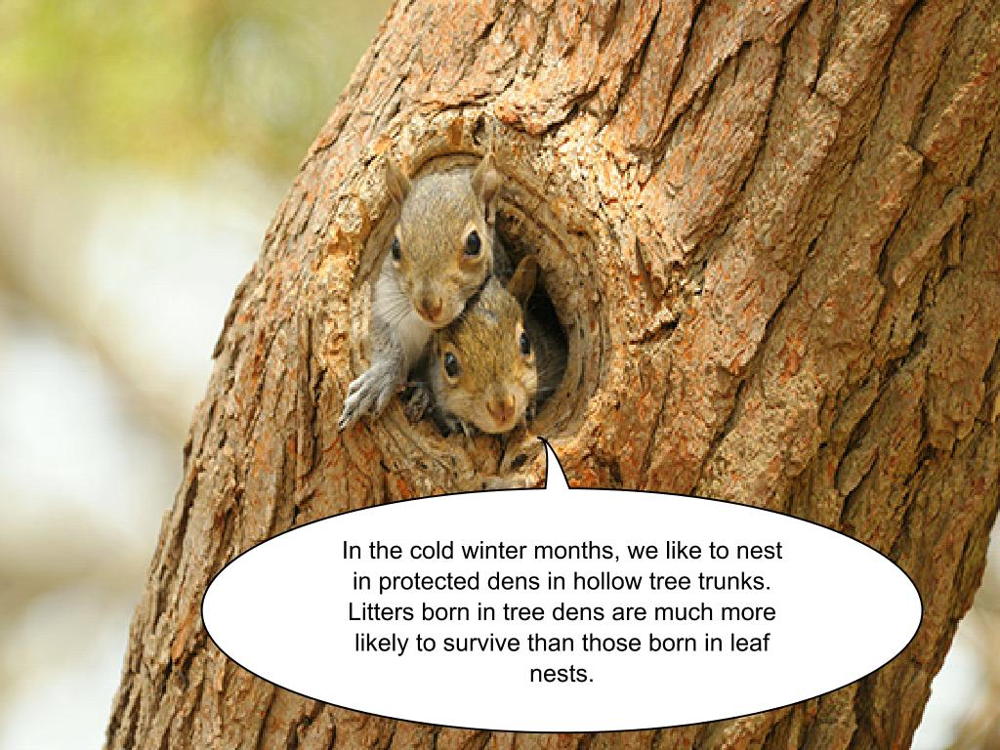 In the cold winter months, we like to nest
in protected dens in hollow tree trunks.
Litters born in tree dens are much more
likely to survive than those born in leaf
nests.